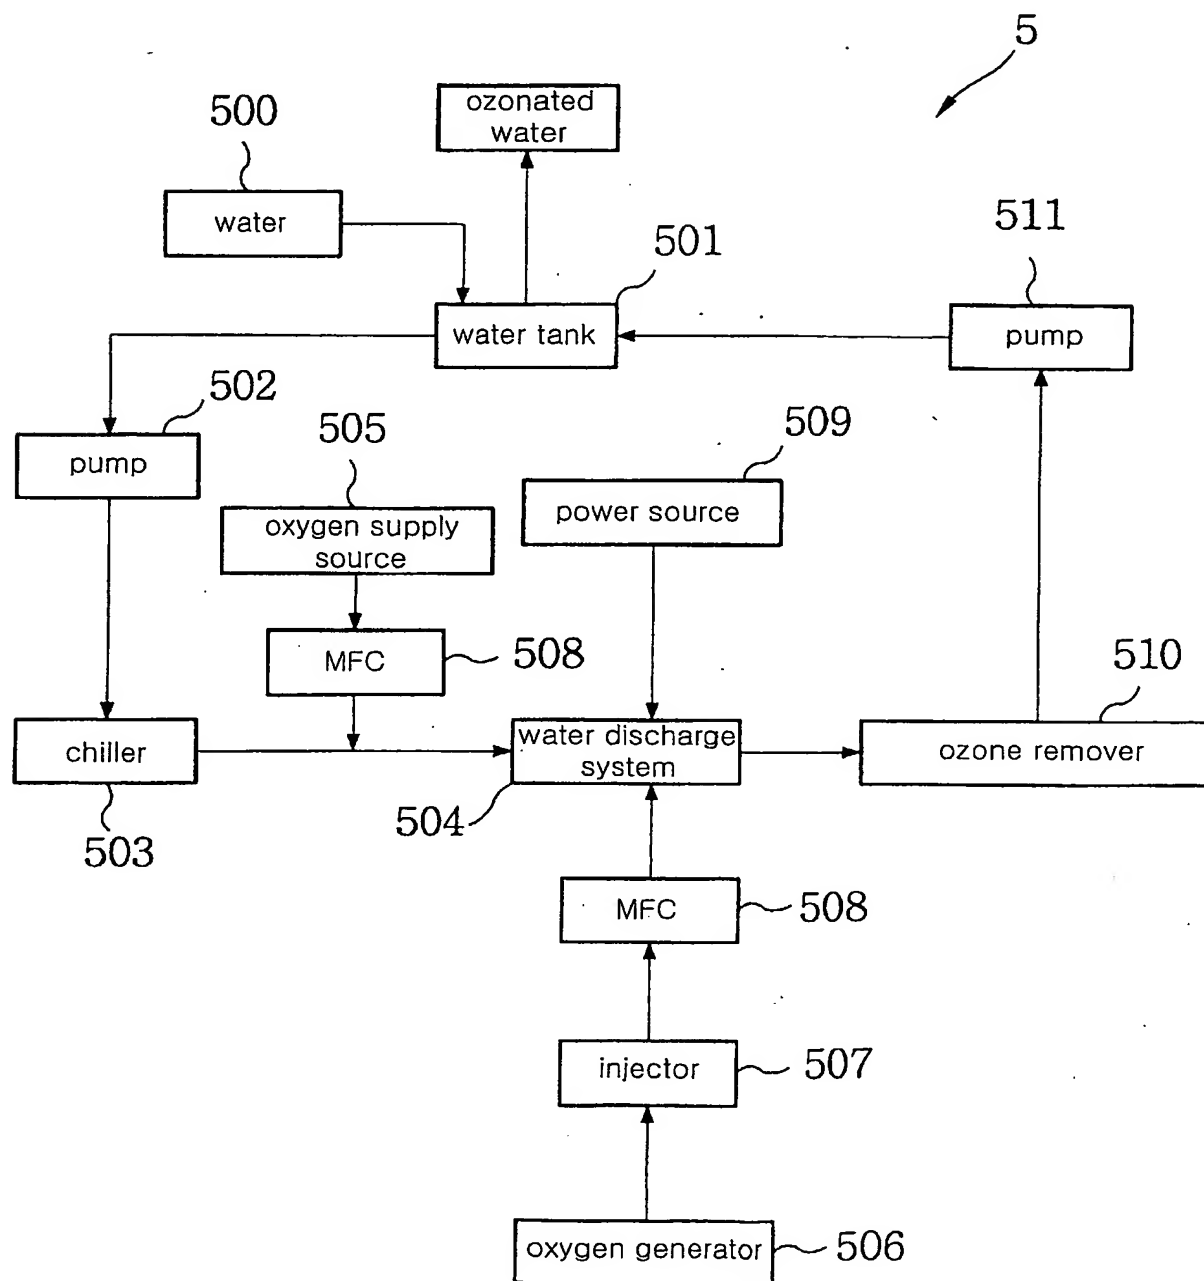 5
500
ozonated
water
water
501
511
water tank
pump
502
505
509
pump
oxygen supply
source
power source
MFC
508
510
chiller
water discharge
system
ozone remover
503
504
MFC
508
injector
507
oxygen generator
506